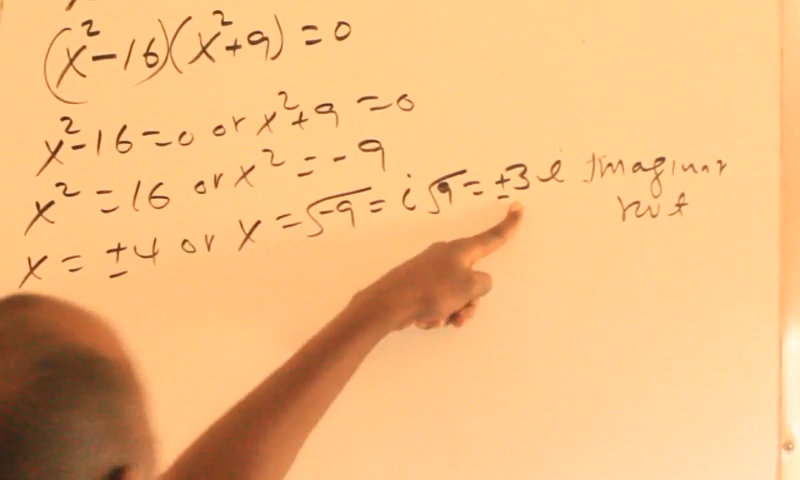 (x²-16)(x²+9) = 0
x²-16=0 or x²+9 =0
x² = 16 or x² = -9
x = ±4 or x = √-9 = i√9 = ±3i Imaginar
root